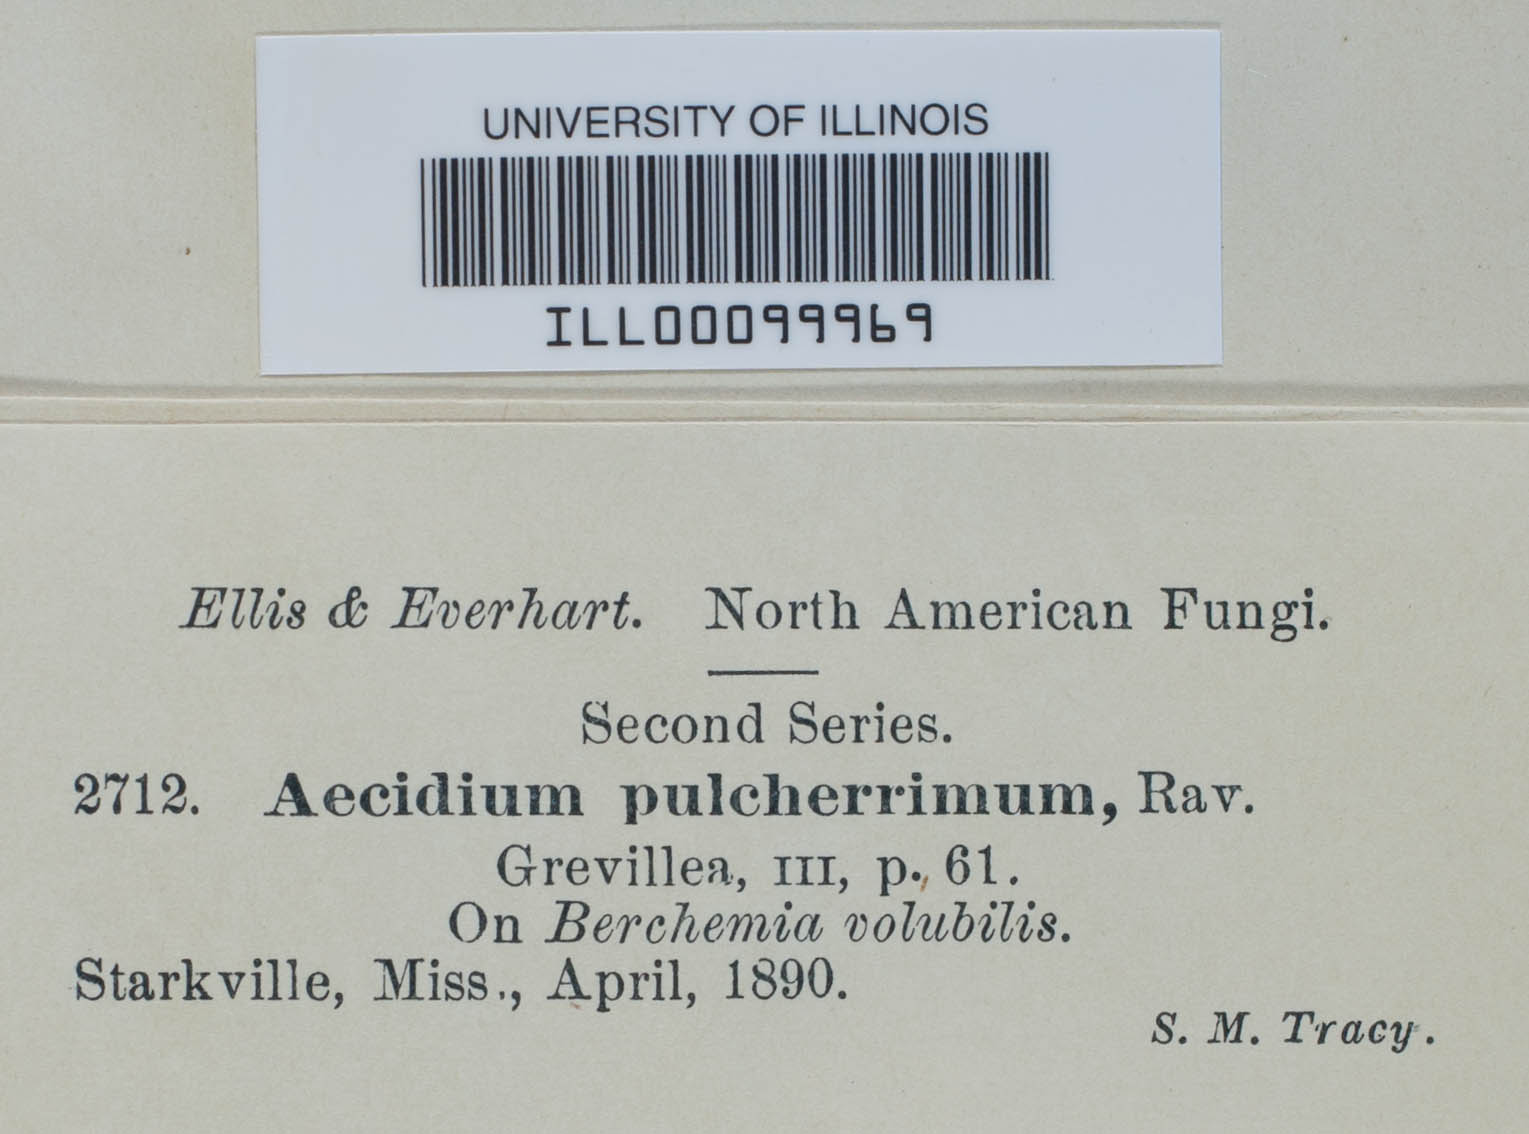 UNIVERSITY OF ILLINOIS
ILL00099969
Ellis & Everhart. North American Fungi.
Second Series.
2712. Aecidium pulcherrimum, Rav.
Grevillea, III, p. 61.
On Berchemia volubilis.
Starkville, Miss., April, 1890.
S. M. Tracy.